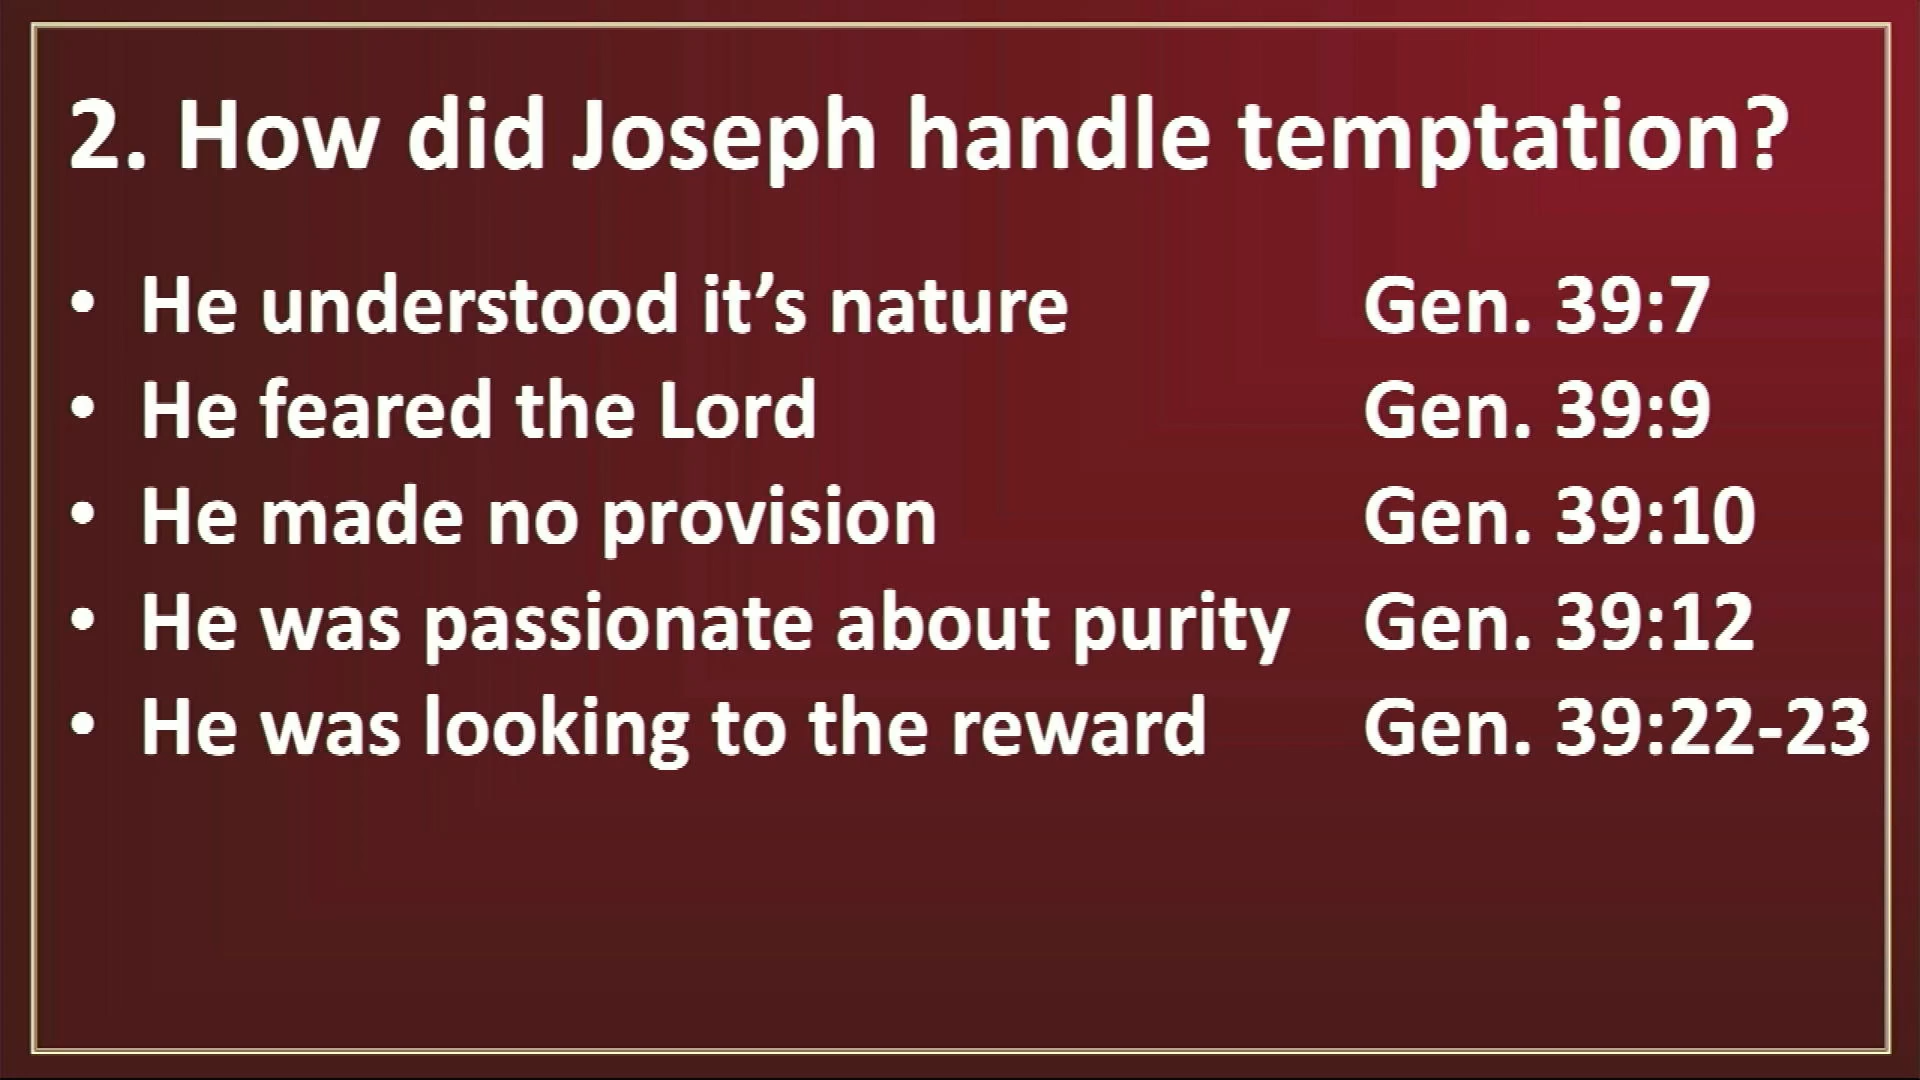 2. How did Joseph handle temptation?
• He understood it’s nature Gen. 39:7
• He feared the Lord Gen. 39:9
• He made no provision Gen. 39:10
• He was passionate about purity Gen. 39:12
• He was looking to the reward Gen. 39:22-23